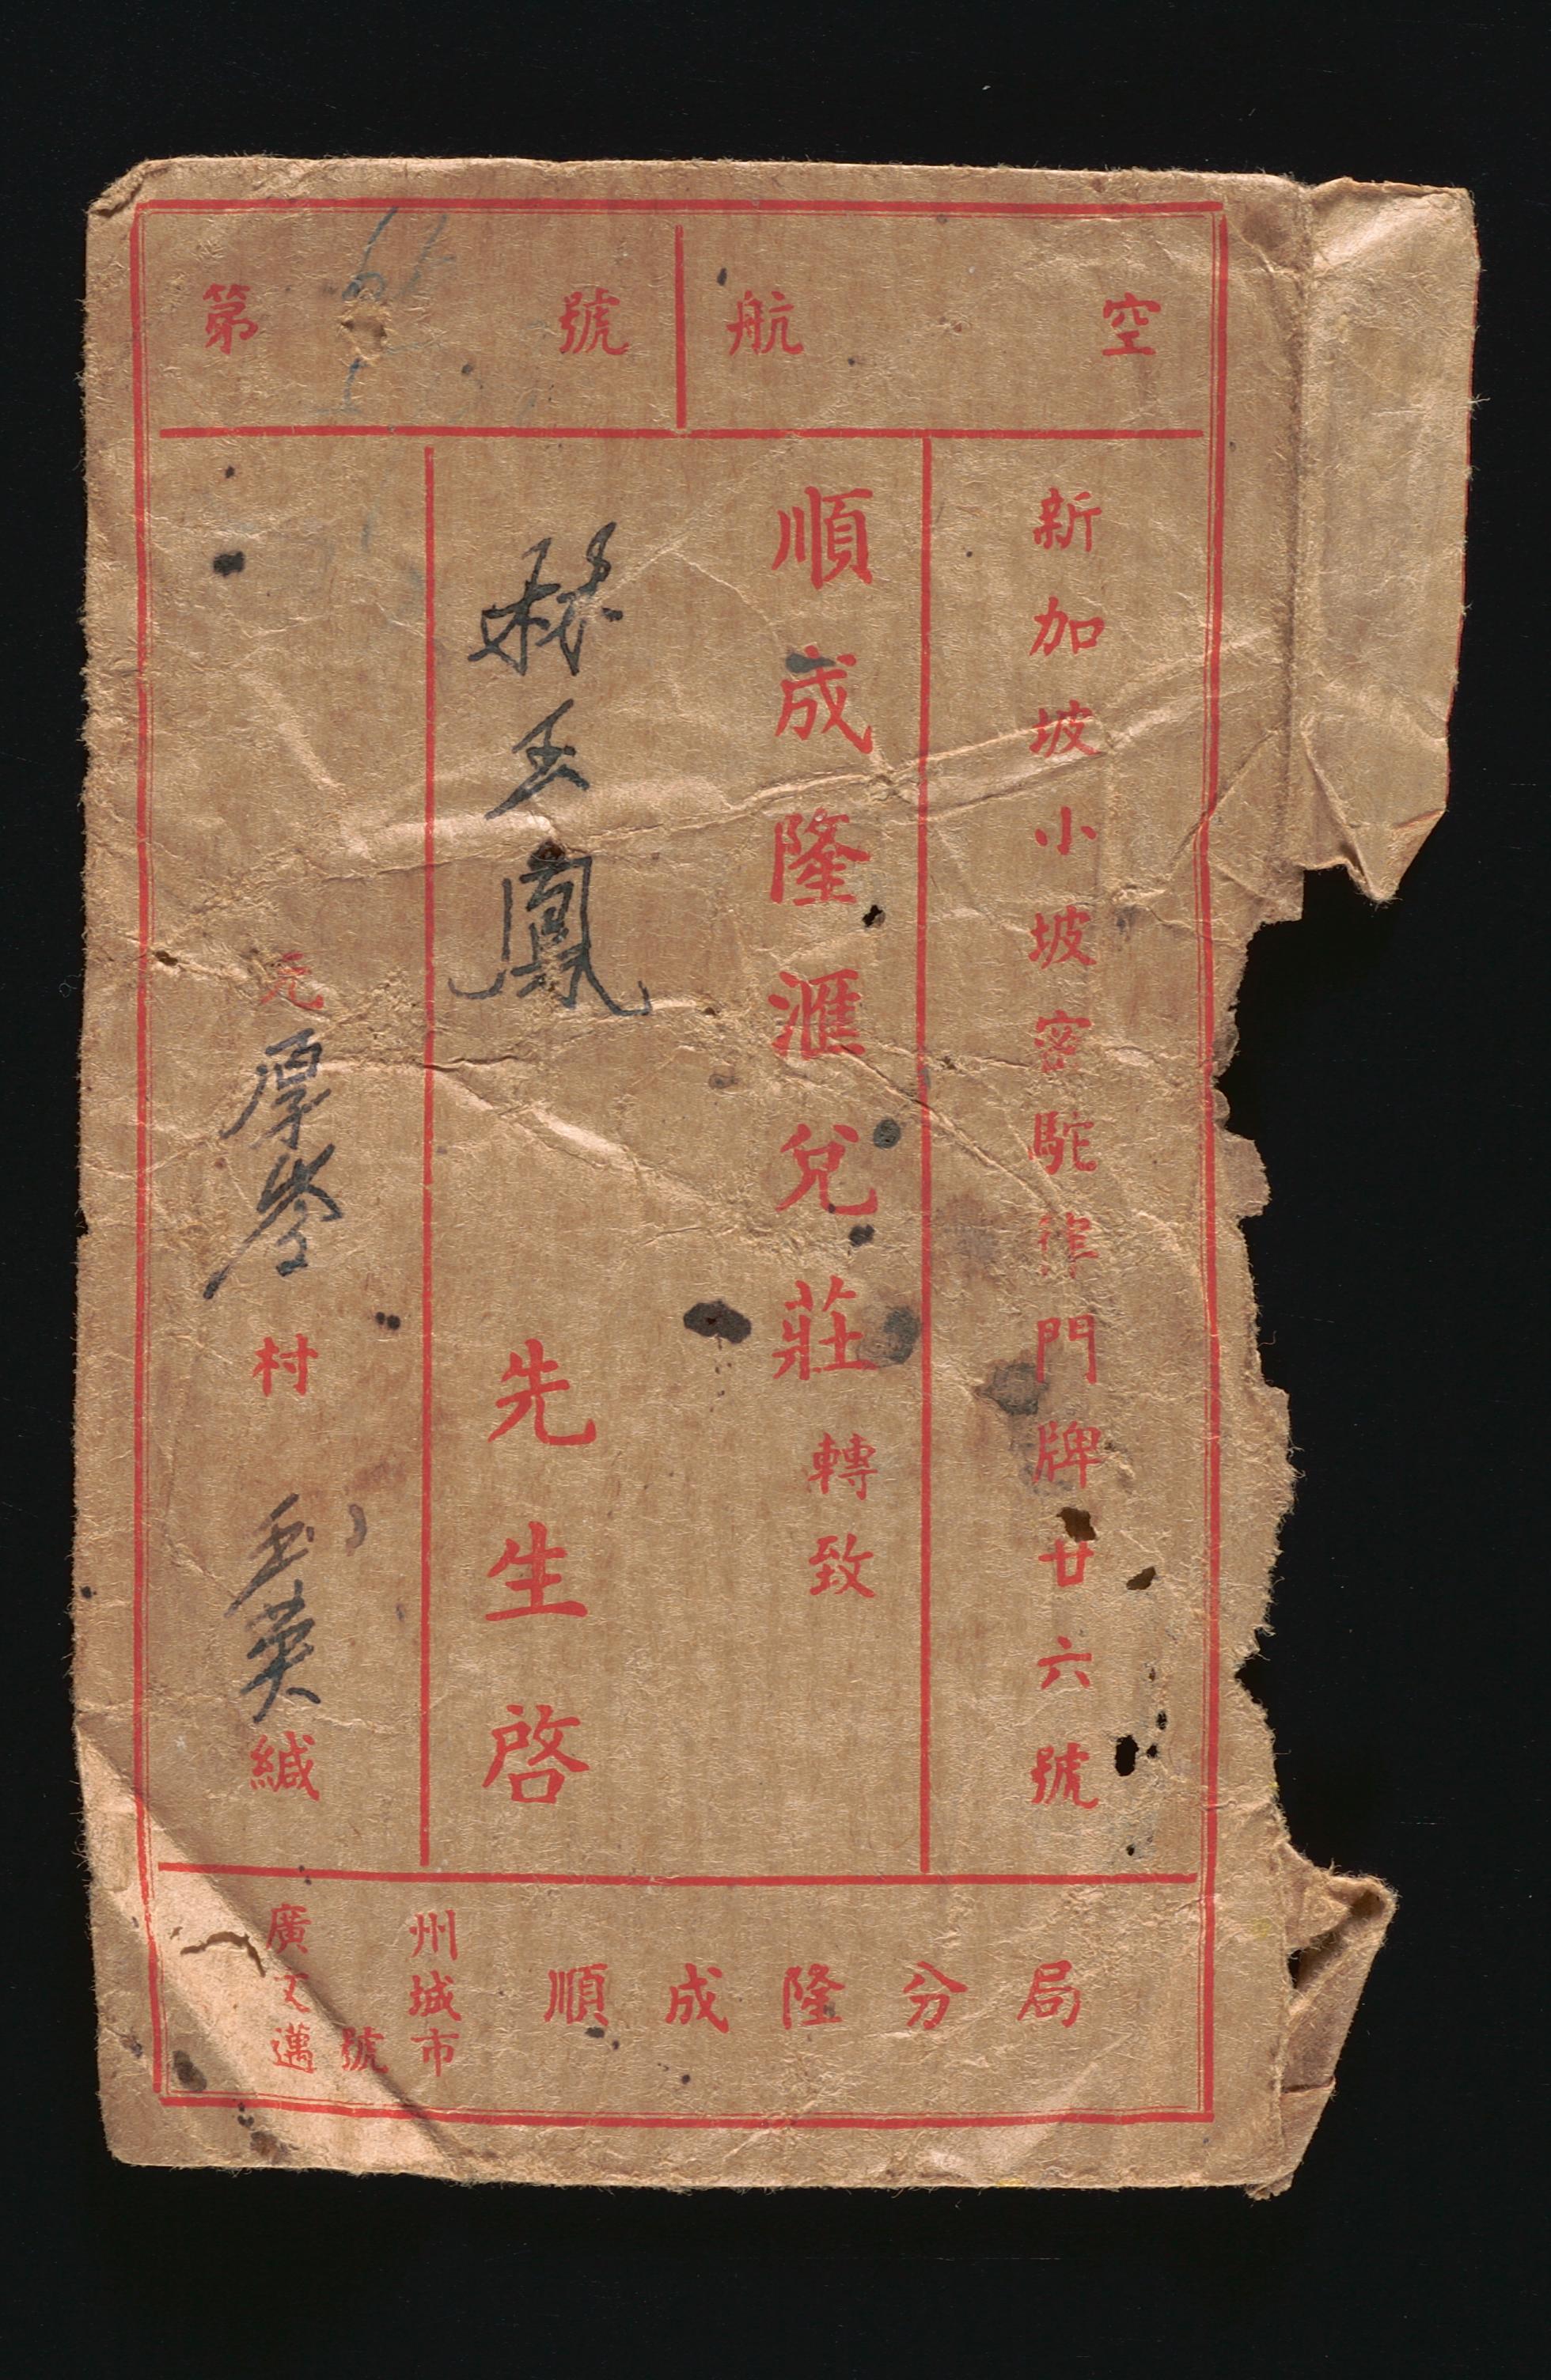 航空
第 號
新加坡小坡密駝律門牌廿六號
順成隆滙兌莊轉致
林玉鳳 先生啓
元厚岑村 玉英緘
順成隆分局
州城市
號
廣文邁